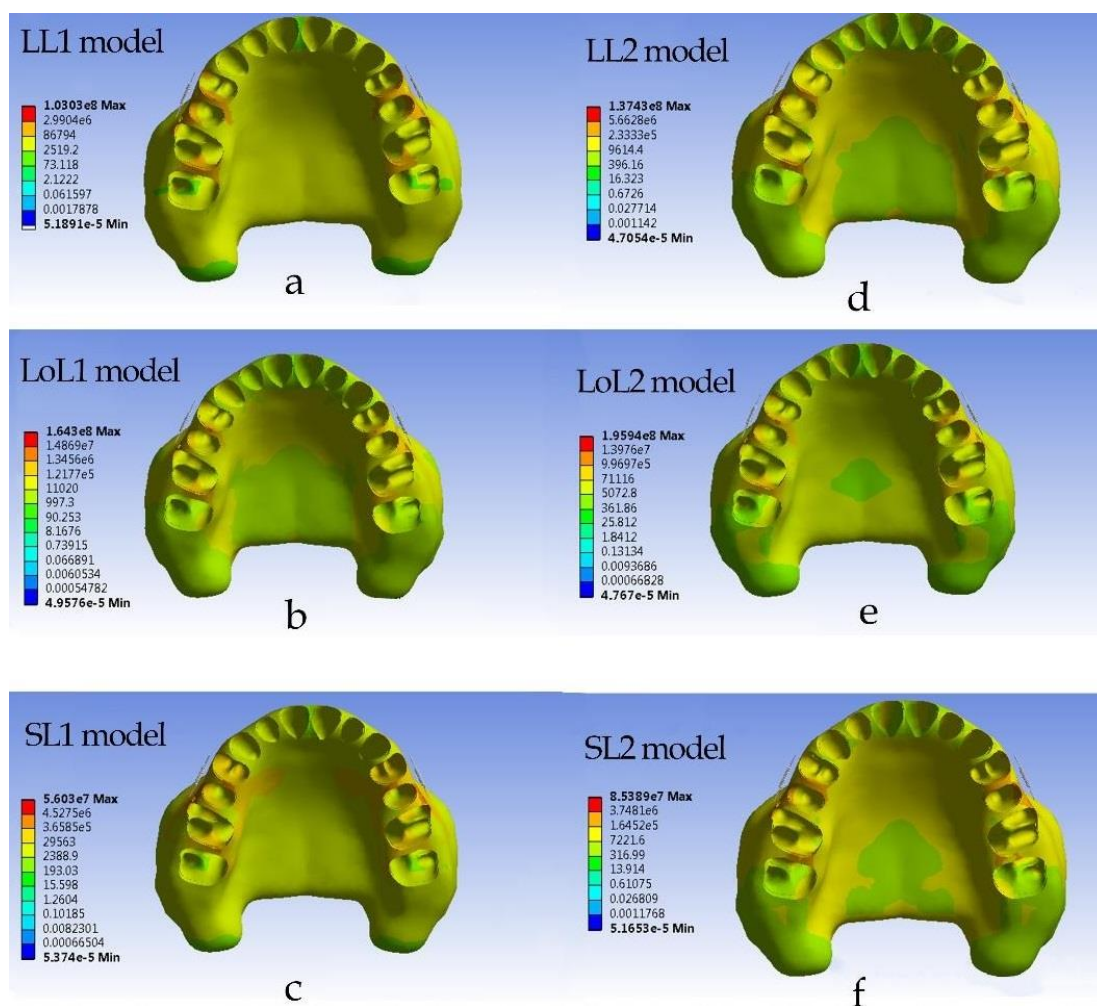 LL1 model
1.0303e8 Max
2.9904e6
86794
2519.2
73.118
2.1222
0.061597
0.0017878
5.1891e-5 Min
a
LL2 model
1.3743e8 Max
5.6628e6
2.3333e5
9614.4
396.16
16.323
0.6726
0.027714
0.001142
4.7054e-5 Min
d
LoL1 model
1.643e8 Max
1.4869e7
1.3456e6
1.2177e5
11020
997.3
90.253
8.1676
0.73915
0.066891
0.0060534
0.00054782
4.9576e-5 Min
b
LoL2 model
1.9594e8 Max
1.3976e7
9.9697e5
71116
5072.8
361.86
25.812
1.8412
0.13134
0.0093686
0.00066828
4.767e-5 Min
e
SL1 model
5.603e7 Max
4.5275e6
3.6585e5
29563
2388.9
193.03
15.598
1.2604
0.10185
0.0082301
0.00066504
5.374e-5 Min
c
SL2 model
8.5389e7 Max
3.7481e6
1.6452e5
7221.6
316.99
13.914
0.61075
0.026809
0.0011768
5.1653e-5 Min
f